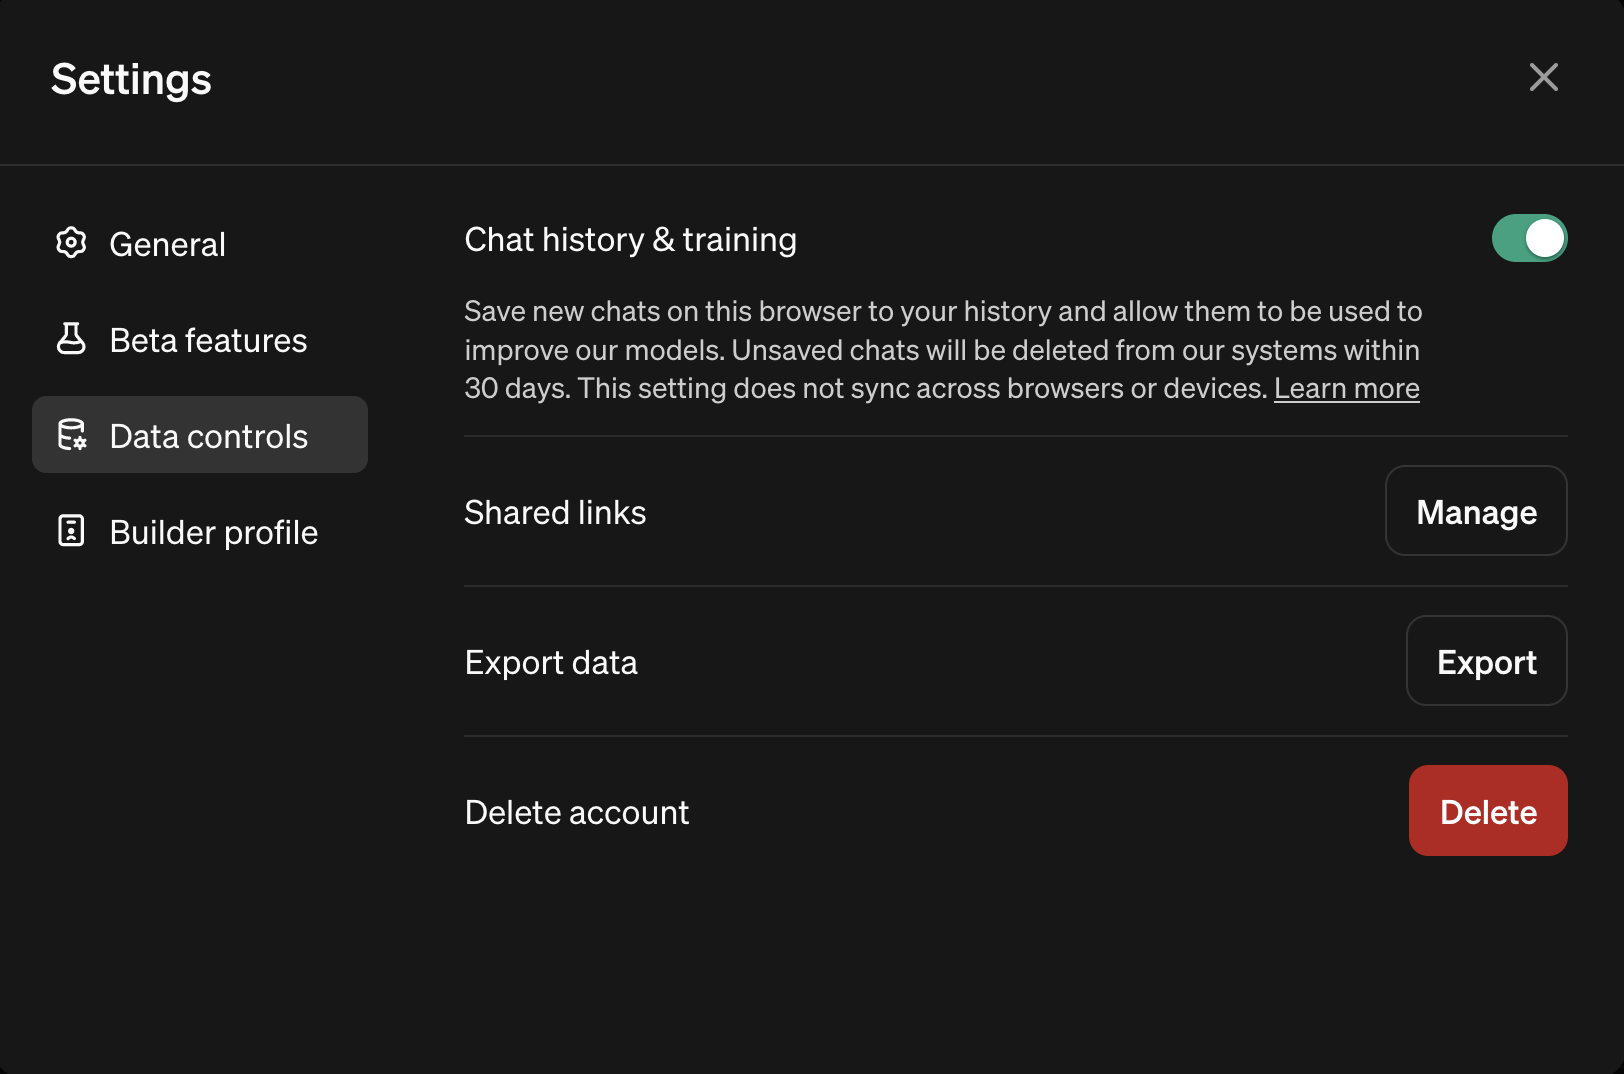 Settings
General
Beta features
Data controls
Builder profile
Chat history & training
Save new chats on this browser to your history and allow them to be used to
improve our models. Unsaved chats will be deleted from our systems within
30 days. This setting does not sync across browsers or devices. Learn more
Shared links
Manage
Export data
Export
Delete account
Delete